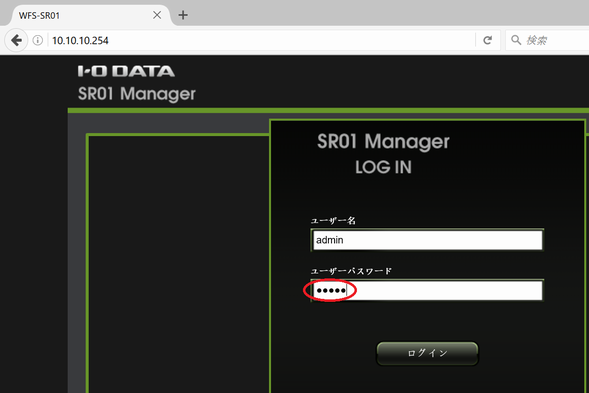 WFS-SR01
10.10.10.254
検索
I-O DATA
SR01 Manager
SR01 Manager
LOG IN
ユーザー名
admin
ユーザーパスワード
•••••
ログイン